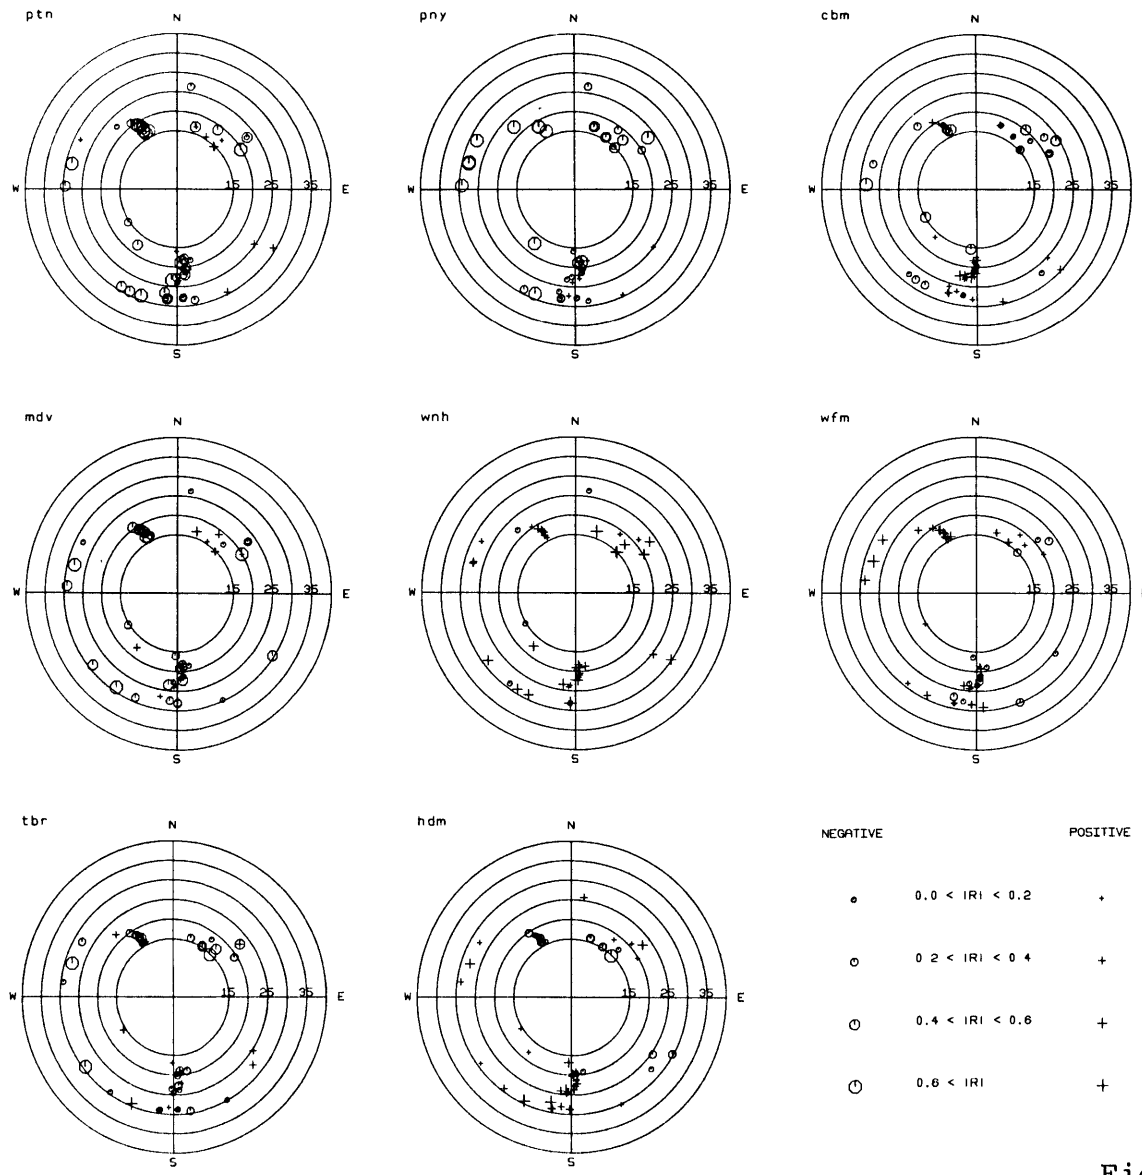 ptn
N
W 15 25 35 E
S
pny
N
W 15 25 35 E
S
cbm
N
W 15 25 35 E
S
mdv
N
W 15 25 35 E
S
wnh
N
W 15 25 35 E
S
wfm
N
W 15 25 35
S
tbr
N
W 15 25 35 E
S
hdm
N
W 15 25 35 E
S
NEGATIVE POSITIVE
0.0 < |R| < 0.2
0.2 < |R| < 0.4
0.4 < |R| < 0.6
0.6 < |R|
Fi